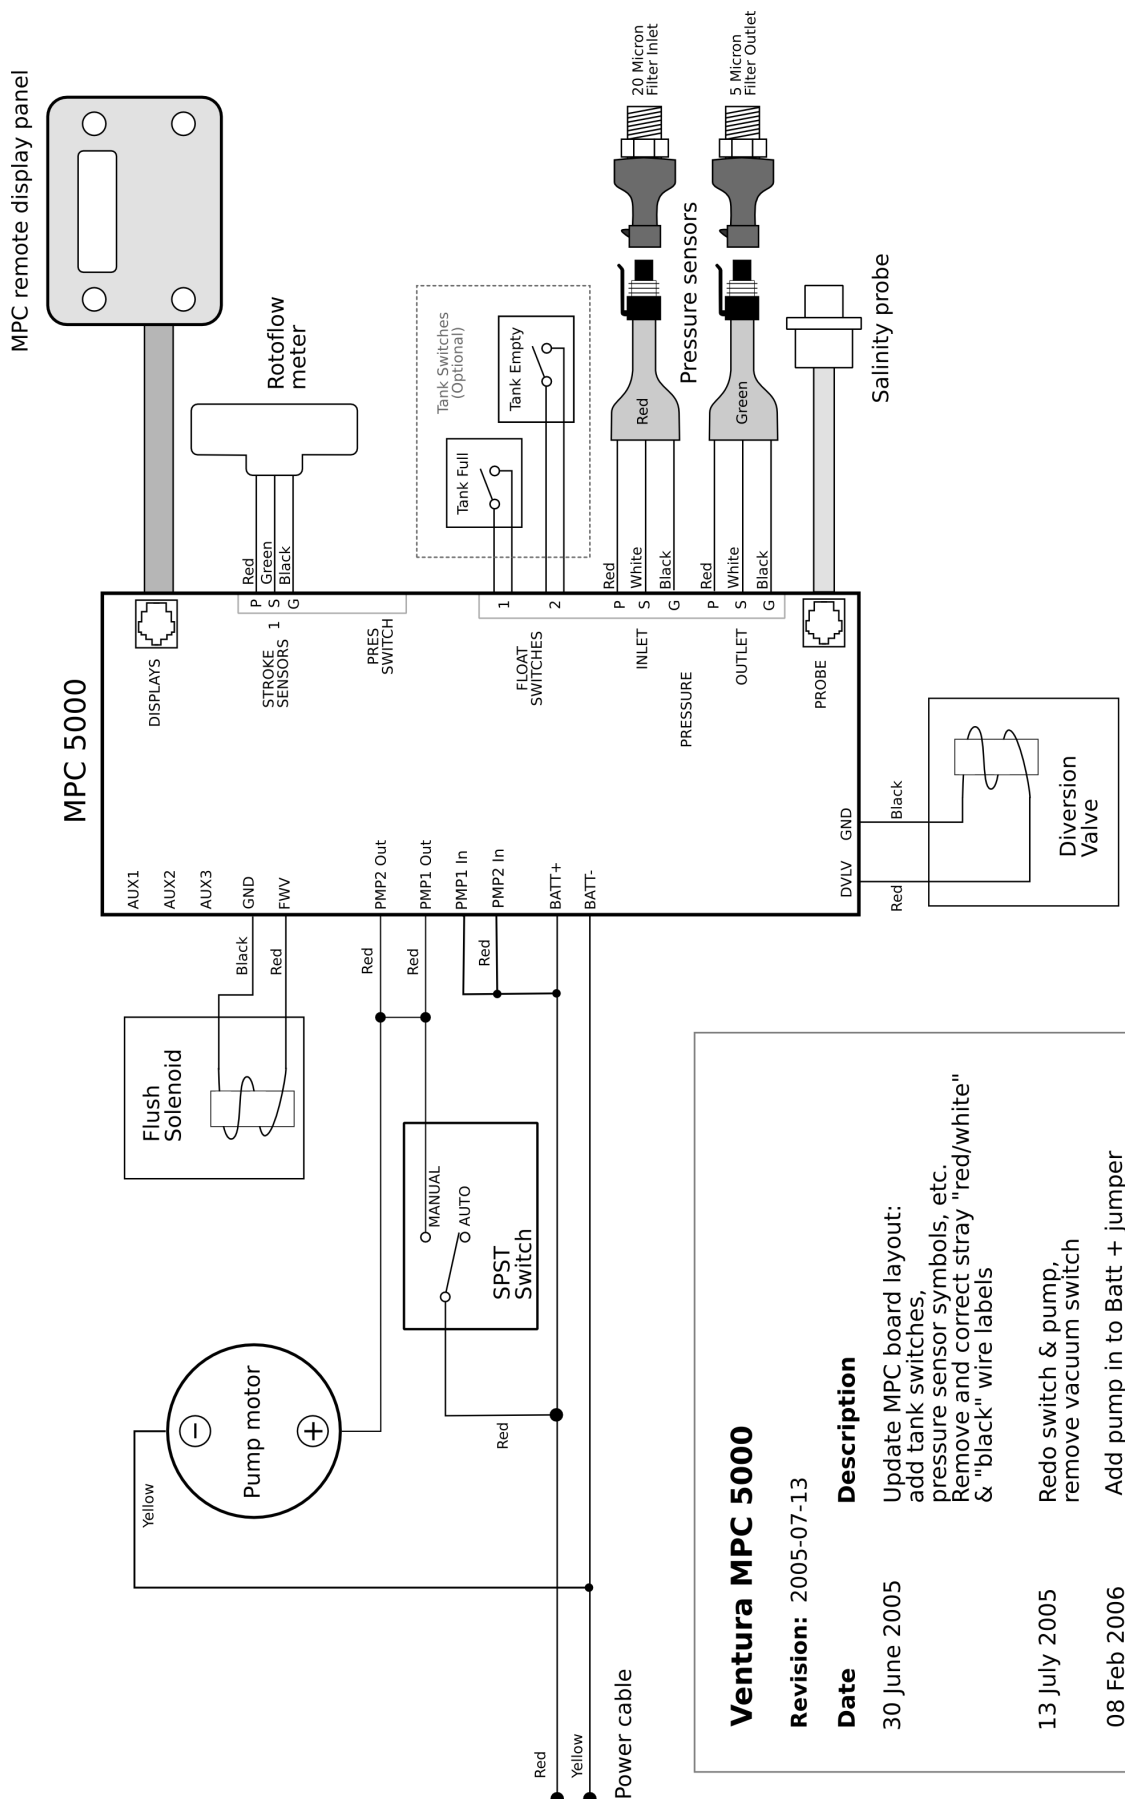 MPC remote display panel
Rotoflow
meter
Tank Switches
(Optional)
Tank Full
Tank Empty
20 Micron
Filter Inlet
5 Micron
Filter Outlet
Pressure sensors
Salinity probe
Red
Green
Red
Green
Black
Red
White
Black
Red
White
Black
MPC 5000
DISPLAYS
P
S
G
1
STROKE
SENSORS
PRES
SWITCH
1
2
FLOAT
SWITCHES
P
S
G
INLET
PRESSURE
P
S
G
OUTLET
PROBE
AUX1
AUX2
AUX3
GND
FWV
PMP2 Out
PMP1 Out
PMP1 In
PMP2 In
BATT+
BATT-
DVLV
GND
Black
Red
Diversion
Valve
Black
Red
Red
Red
Red
Flush
Solenoid
MANUAL
AUTO
SPST
Switch
Red
Pump motor
−
+
Yellow
Red
Yellow
Power cable
Ventura MPC 5000
Revision: 2005-07-13
Date Description
30 June 2005 Update MPC board layout:
add tank switches,
pressure sensor symbols, etc.
Remove and correct stray "red/white"
& "black" wire labels
13 July 2005 Redo switch & pump,
remove vacuum switch
08 Feb 2006 Add pump in to Batt + jumper